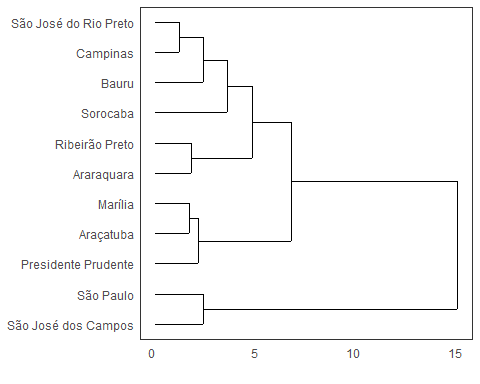 São José do Rio Preto
Campinas
Bauru
Sorocaba
Ribeirão Preto
Araraquara
Marília
Araçatuba
Presidente Prudente
São Paulo
São José dos Campos
0 5 10 15